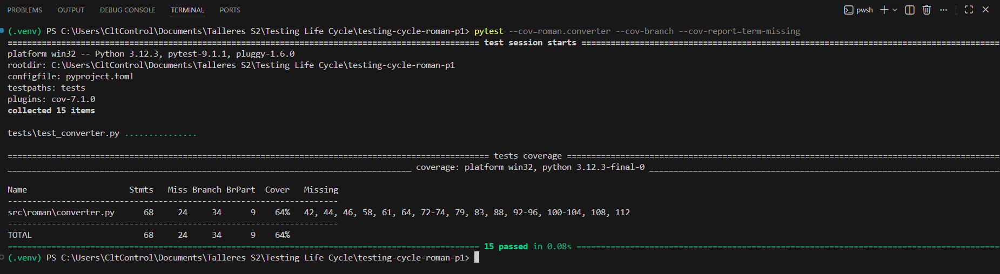 PROBLEMS OUTPUT DEBUG CONSOLE TERMINAL PORTS pwsh
(.venv) PS C:\Users\CltControl\Documents\Talleres S2\Testing Life Cycle\testing-cycle-roman-p1> pytest --cov=roman.converter --cov-branch --cov-report=term-missing
================================================================================================= test session starts ======================================================================================
platform win32 -- Python 3.12.3, pytest-9.1.1, pluggy-1.6.0
rootdir: C:\Users\CltControl\Documents\Talleres S2\Testing Life Cycle\testing-cycle-roman-p1
configfile: pyproject.toml
testpaths: tests
plugins: cov-7.1.0
collected 15 items
tests\test_converter.py ...............
=================================================================================================== tests coverage =========================================================================================
___________________________________________________________________________________ coverage: platform win32, python 3.12.3-final-0 ________________________________________________________________________
Name Stmts Miss Branch BrPart Cover Missing
--------------------------------------------------------------------
src\roman\converter.py 68 24 34 9 64% 42, 44, 46, 58, 61, 64, 72-74, 79, 83, 88, 92-96, 100-104, 108, 112
--------------------------------------------------------------------
TOTAL 68 24 34 9 64%
================================================================================================= 15 passed in 0.08s =======================================================================================
(.venv) PS C:\Users\CltControl\Documents\Talleres S2\Testing Life Cycle\testing-cycle-roman-p1>